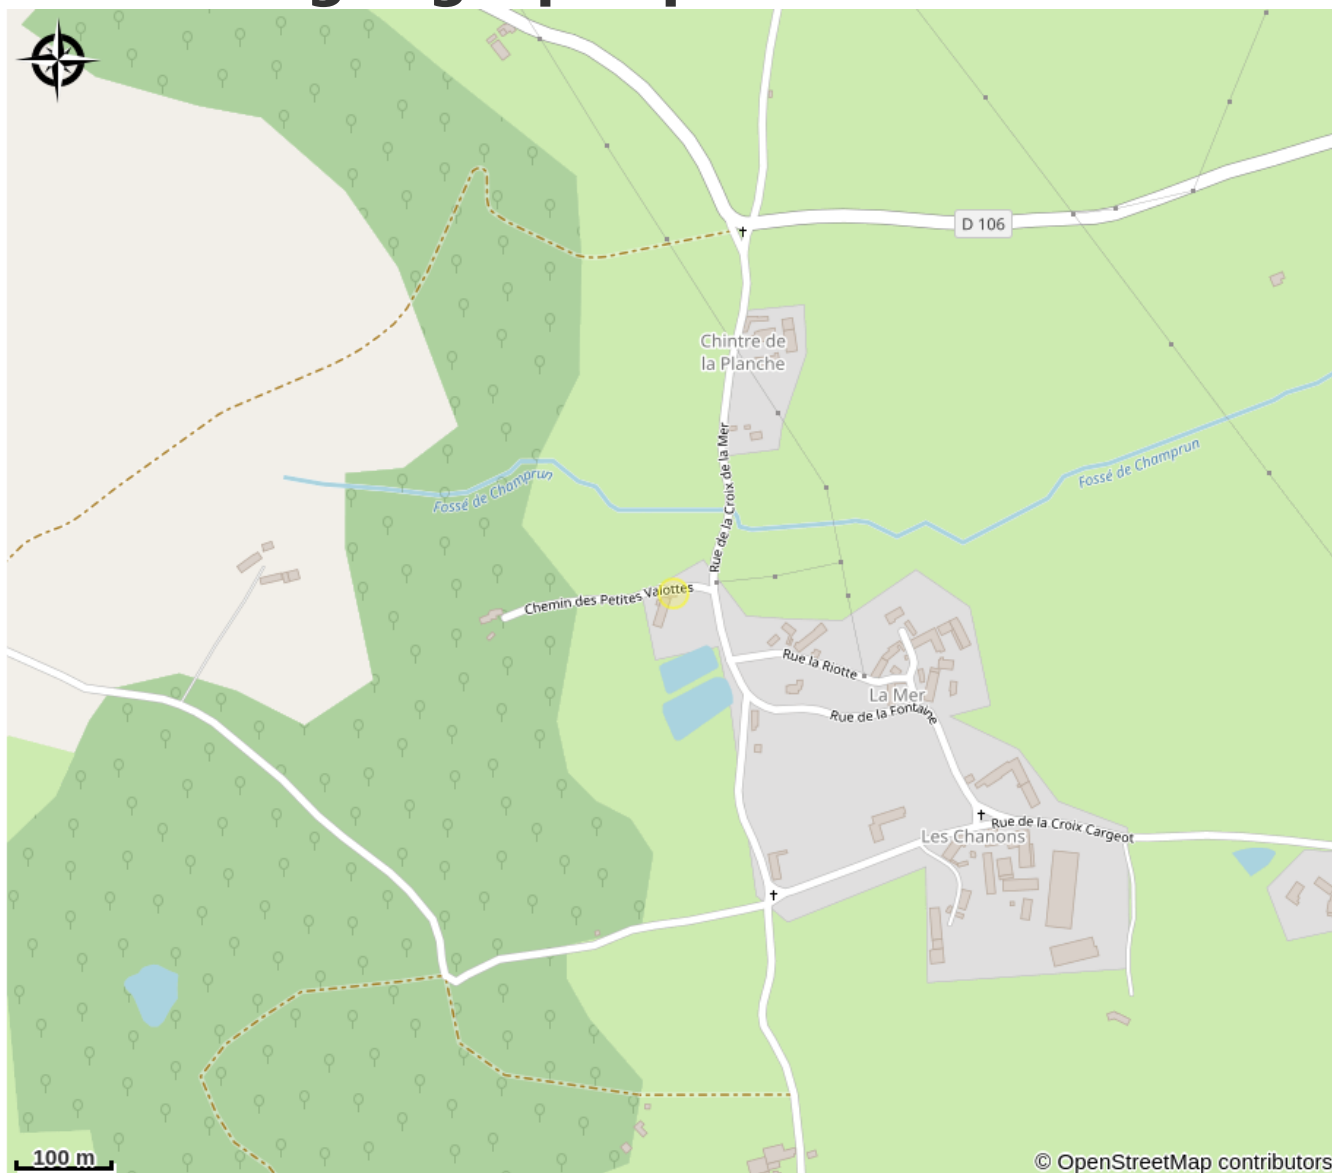 D 106
Chintre de
la Planche
Rue de la Croix de la Mer
Fossé de Champrun
Fossé de Champrun
Chemin des Petites Vaiottes
Rue la Riotte
La Mer
Rue de la Fontaine
Rue de la Croix Cargeot
Les Chanons
100 m
© OpenStreetMap contributors